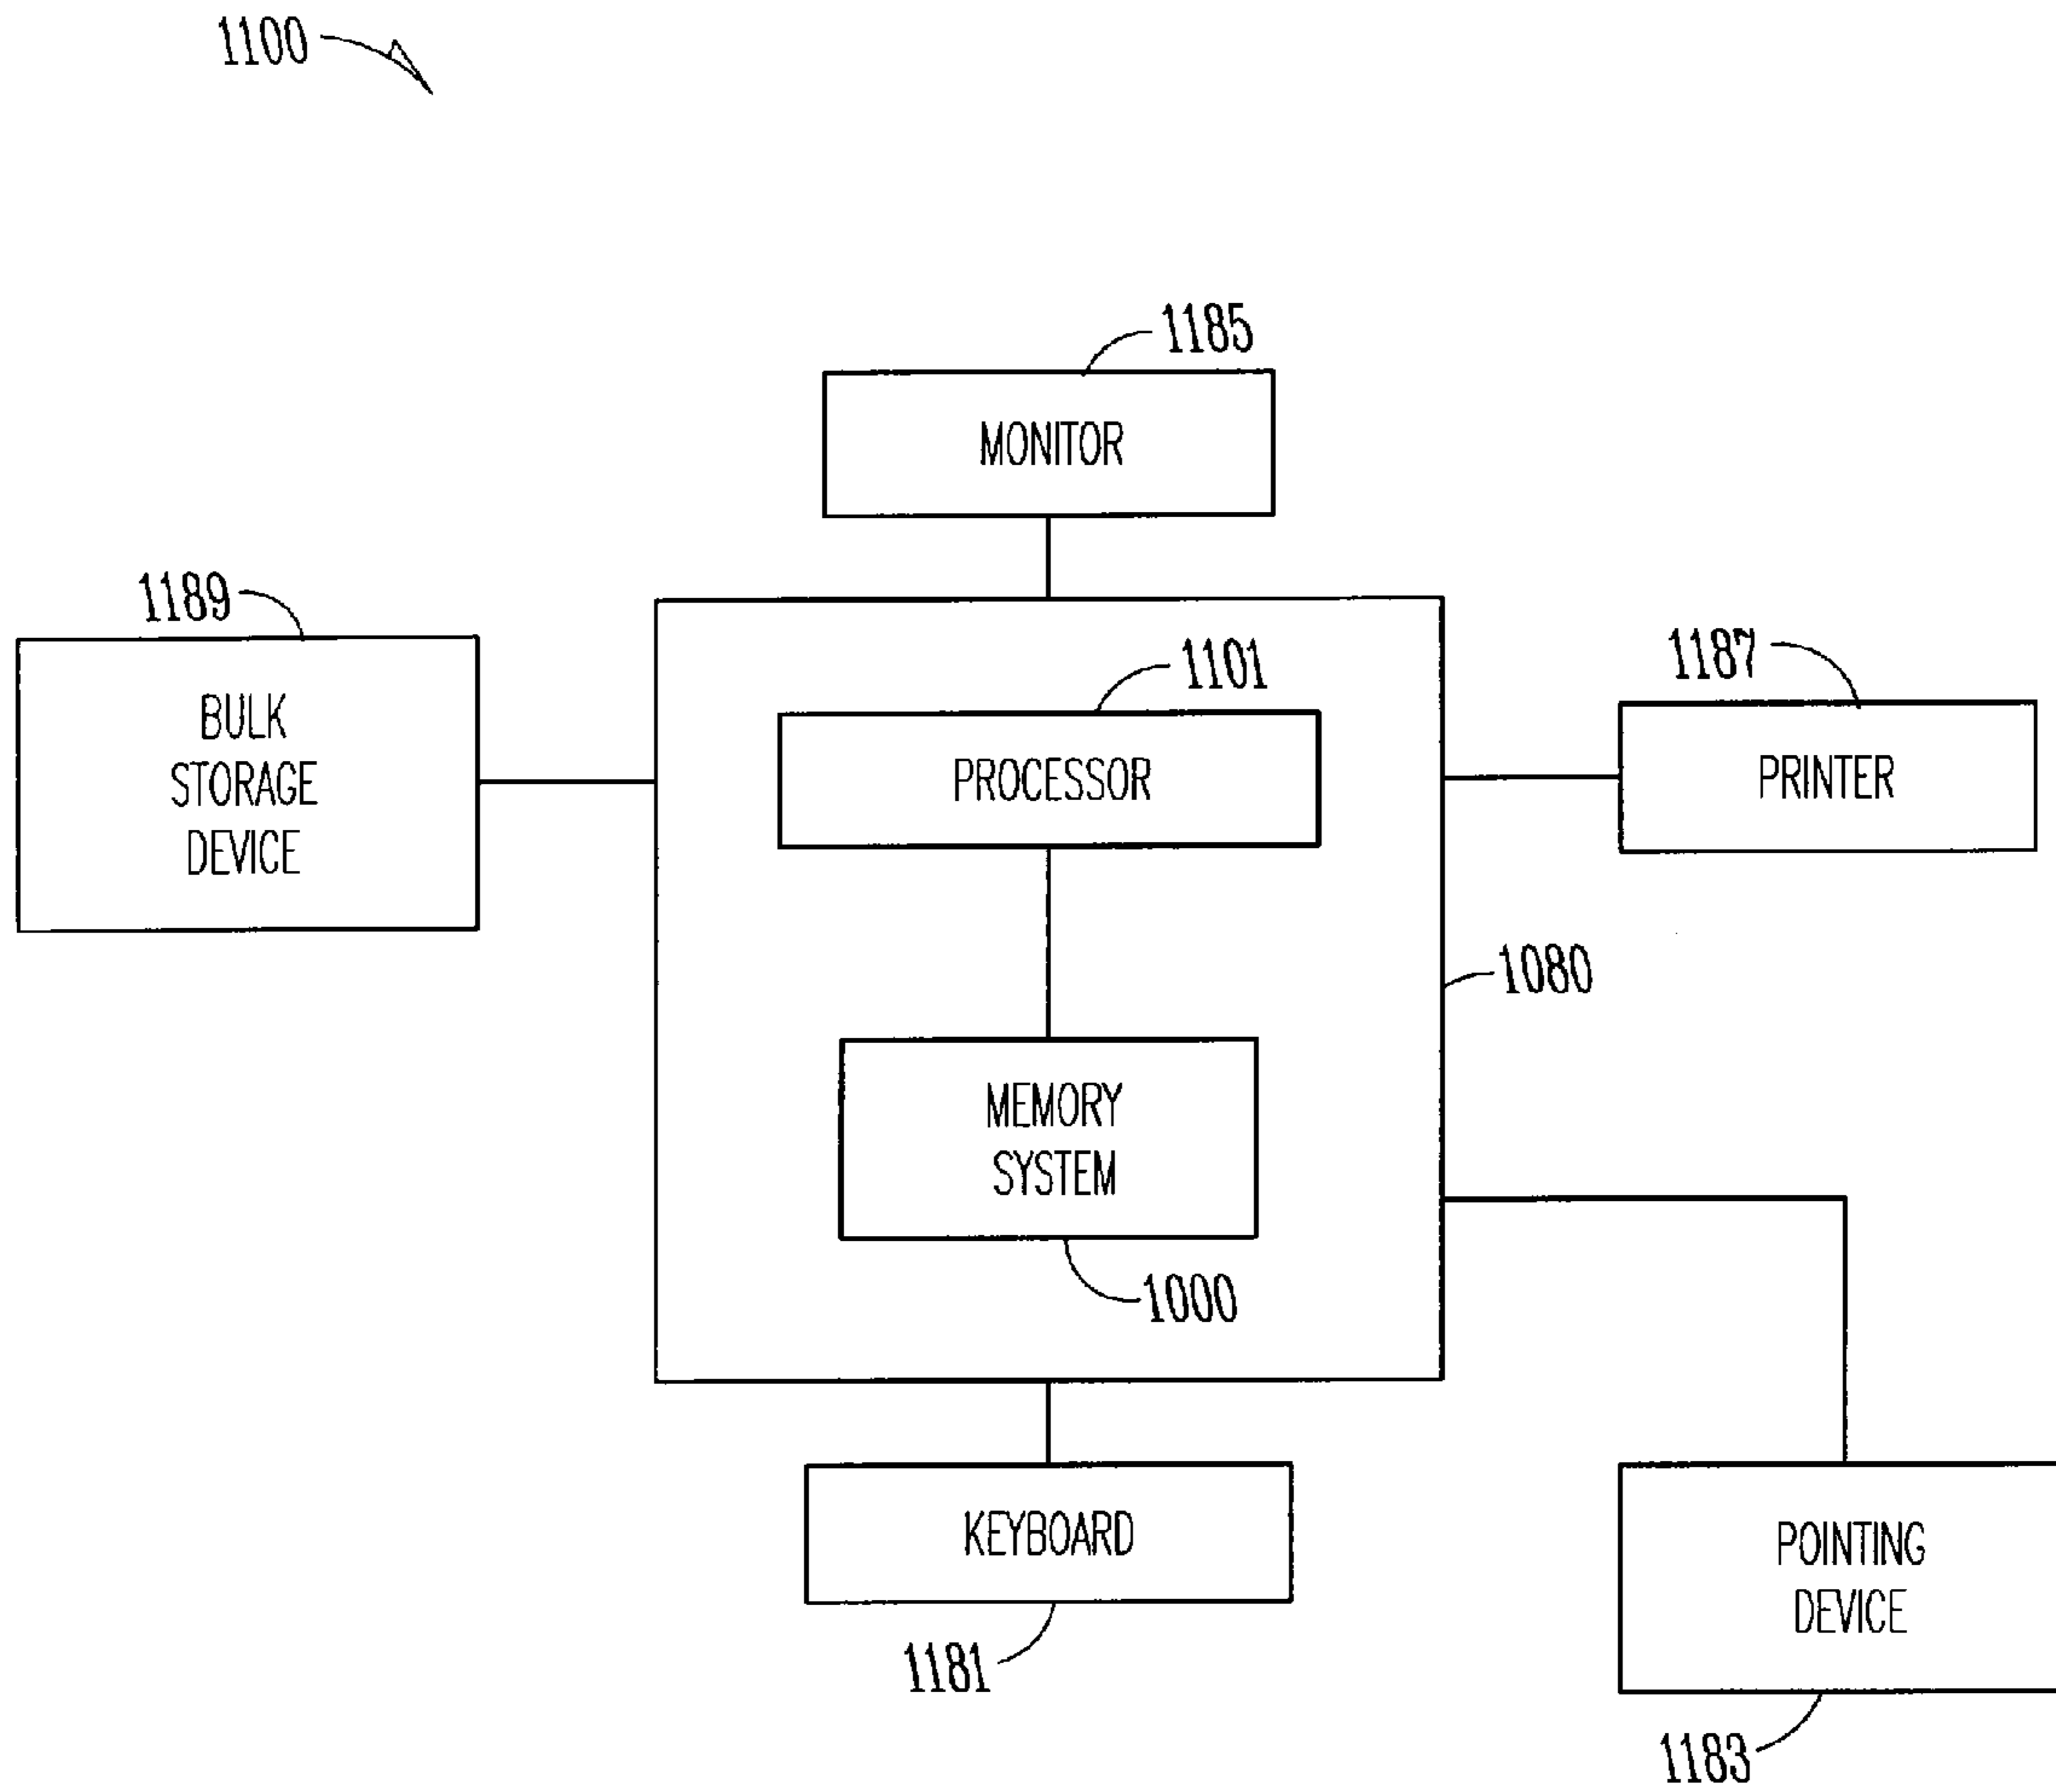 1100
1185
MONITOR
1189
BULK
STORAGE
DEVICE
1101
PROCESSOR
1187
PRINTER
1080
MEMORY
SYSTEM
1000
KEYBOARD
1181
POINTING
DEVICE
1183